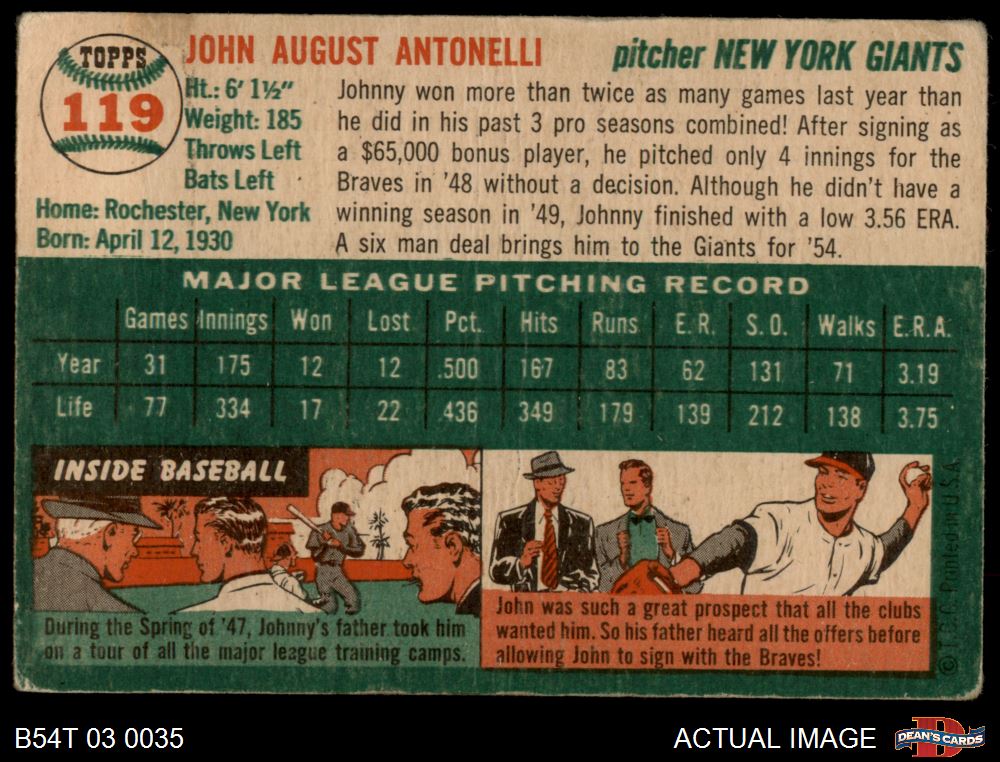 TOPPS
119
JOHN AUGUST ANTONELLI
pitcher NEW YORK GIANTS
Ht.: 6' 1½"
Weight: 185
Throws Left
Bats Left
Home: Rochester, New York
Born: April 12, 1930
Johnny won more than twice as many games last year than
he did in his past 3 pro seasons combined! After signing as
a $65,000 bonus player, he pitched only 4 innings for the
Braves in '48 without a decision. Although he didn't have a
winning season in '49, Johnny finished with a low 3.56 ERA.
A six man deal brings him to the Giants for '54.
MAJOR LEAGUE PITCHING RECORD
Games Innings Won Lost Pct. Hits Runs E.R. S.O. Walks E.R.A.
Year 31 175 12 12 .500 167 83 62 131 71 3.19
Life 77 334 17 22 .436 349 179 139 212 138 3.75
INSIDE BASEBALL
During the Spring of '47, Johnny's father took him
on a tour of all the major league training camps.
John was such a great prospect that all the clubs
wanted him. So his father heard all the offers before
allowing John to sign with the Braves!
© T.C.G. Printed in U.S.A.
B54T 03 0035
ACTUAL IMAGE
D
DEAN'S CARDS